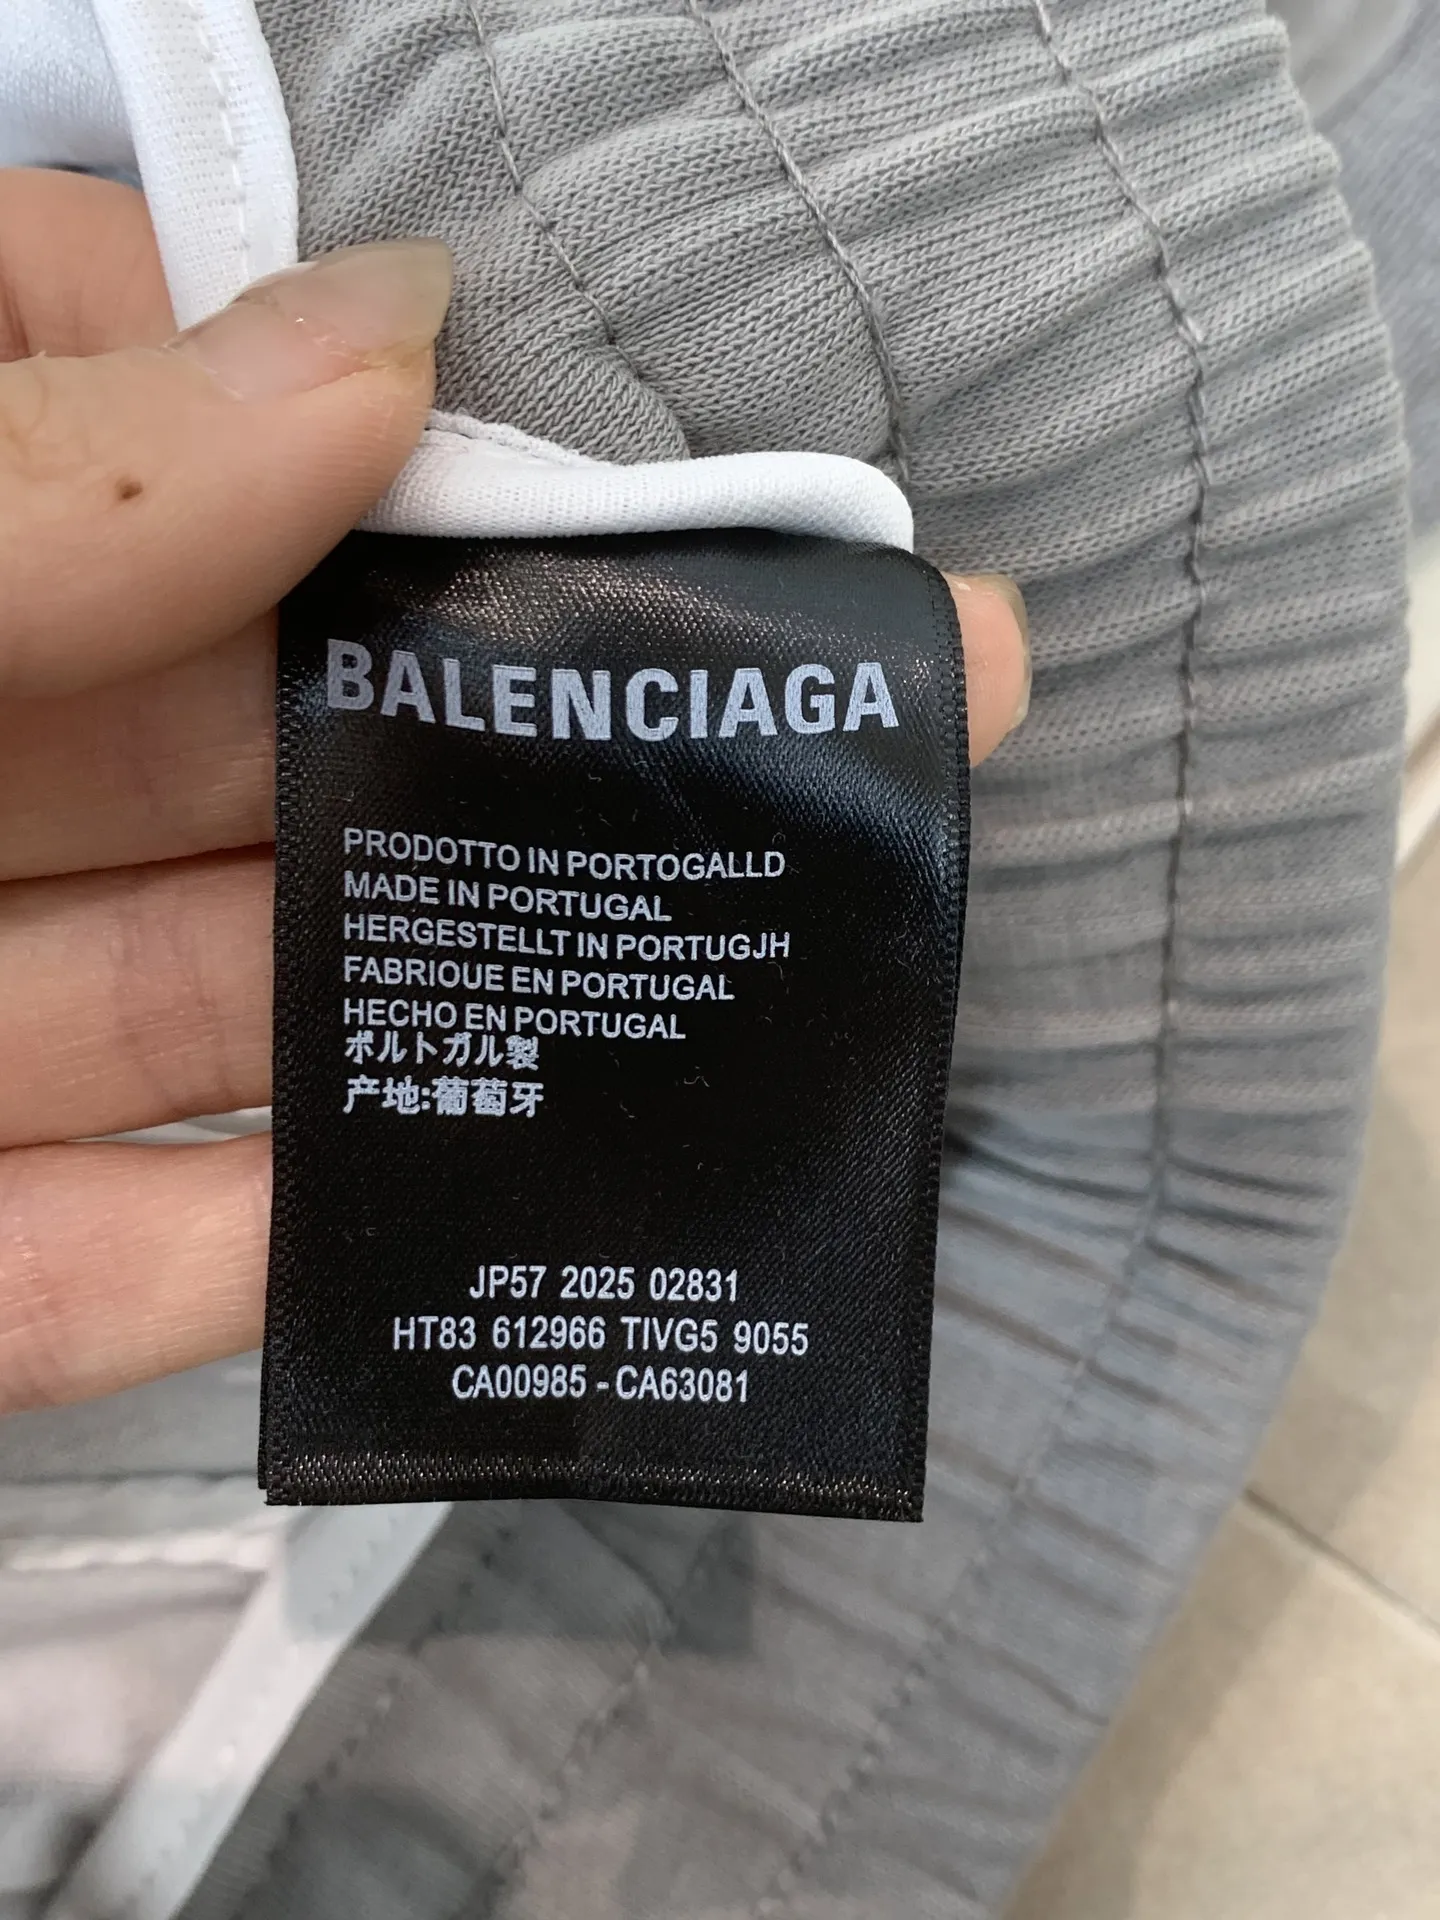 BALENCIAGA
PRODOTTO IN PORTOGALLD
MADE IN PORTUGAL
HERGESTELLT IN PORTUGJH
FABRIOUE EN PORTUGAL
HECHO EN PORTUGAL
ポルトガル製
产地:葡萄牙
JP57 2025 02831
HT83 612966 TIVG5 9055
CA00985 - CA63081